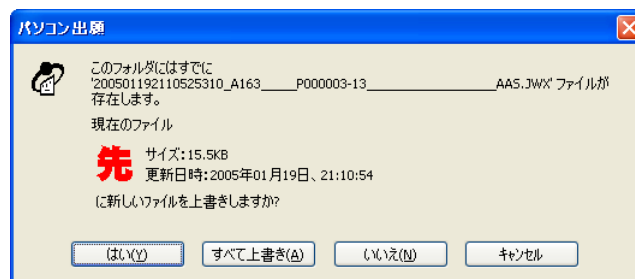 パソコン出願
このフォルダにはすでに
'200501192110525310_A163_____P000003-13__________________AAS.JWX' ファイルが
存在します。
現在のファイル
先
サイズ：15.5KB
更新日時：2005年01月19日、21:10:54
に新しいファイルを上書きしますか?
はい(Y)
すべて上書き(A)
いいえ(N)
キャンセル